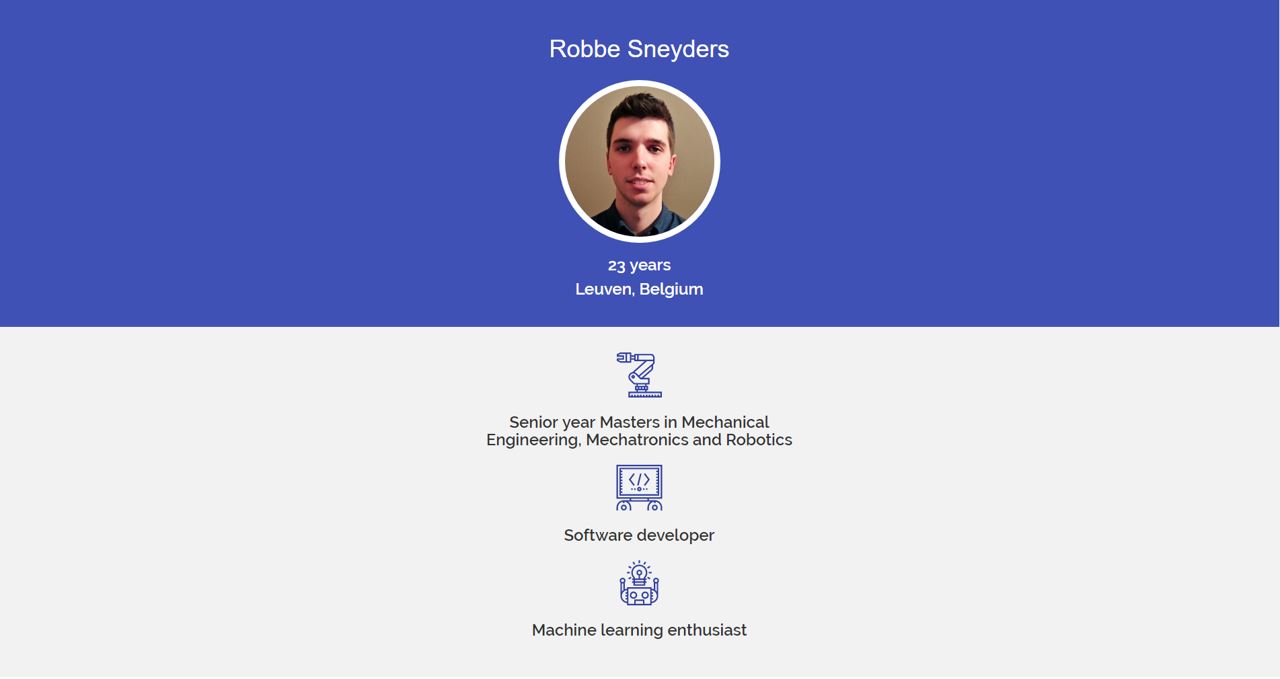 Robbe Sneyders
23 years
Leuven, Belgium
Senior year Masters in Mechanical
Engineering, Mechatronics and Robotics
</>
Software developer
Machine learning enthusiast